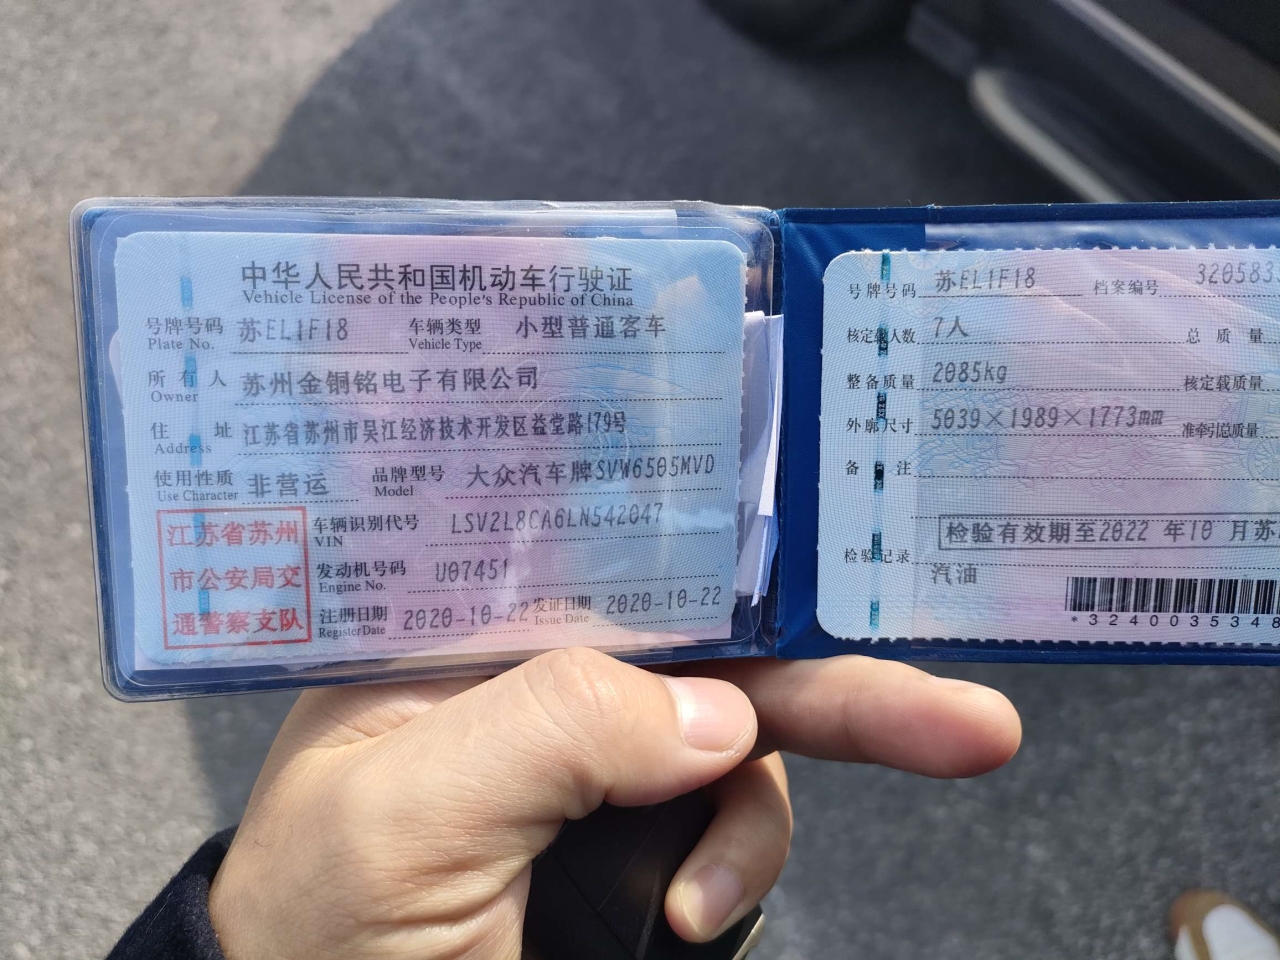 中华人民共和国机动车行驶证
Vehicle License of the People's Republic of China
号牌号码 苏EL1F18 车辆类型 小型普通客车
Plate No. Vehicle Type
所有人 苏州金铜铭电子有限公司
Owner
住址 江苏省苏州市吴江经济技术开发区益堂路179号
Address
使用性质 非营运 品牌型号 大众汽车牌SVW6505MVD
Use Character Model
江苏省苏州
市公安局交
通警察支队
车辆识别代号 LSV2L8CA6LN542047
VIN
发动机号码 U07451
Engine No.
注册日期 2020-10-22 发证日期 2020-10-22
Register Date Issue Date
号牌号码 苏EL1F18 档案编号 320583
核定载人数 7人 总质量
整备质量 2085kg 核定载质量
外廓尺寸 5039×1989×1773mm 准牵引总质量
备注
检验有效期至2022 年10 月苏
检验记录
汽油
*3240035348